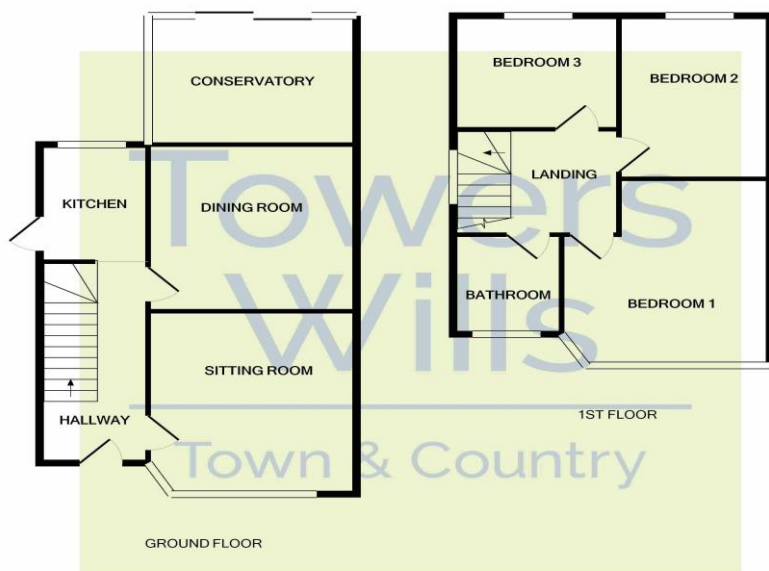 CONSERVATORY
KITCHEN
DINING ROOM
SITTING ROOM
HALLWAY
GROUND FLOOR
BEDROOM 3
BEDROOM 2
LANDING
BATHROOM
BEDROOM 1
1ST FLOOR
Towers
Wills
Town & Country